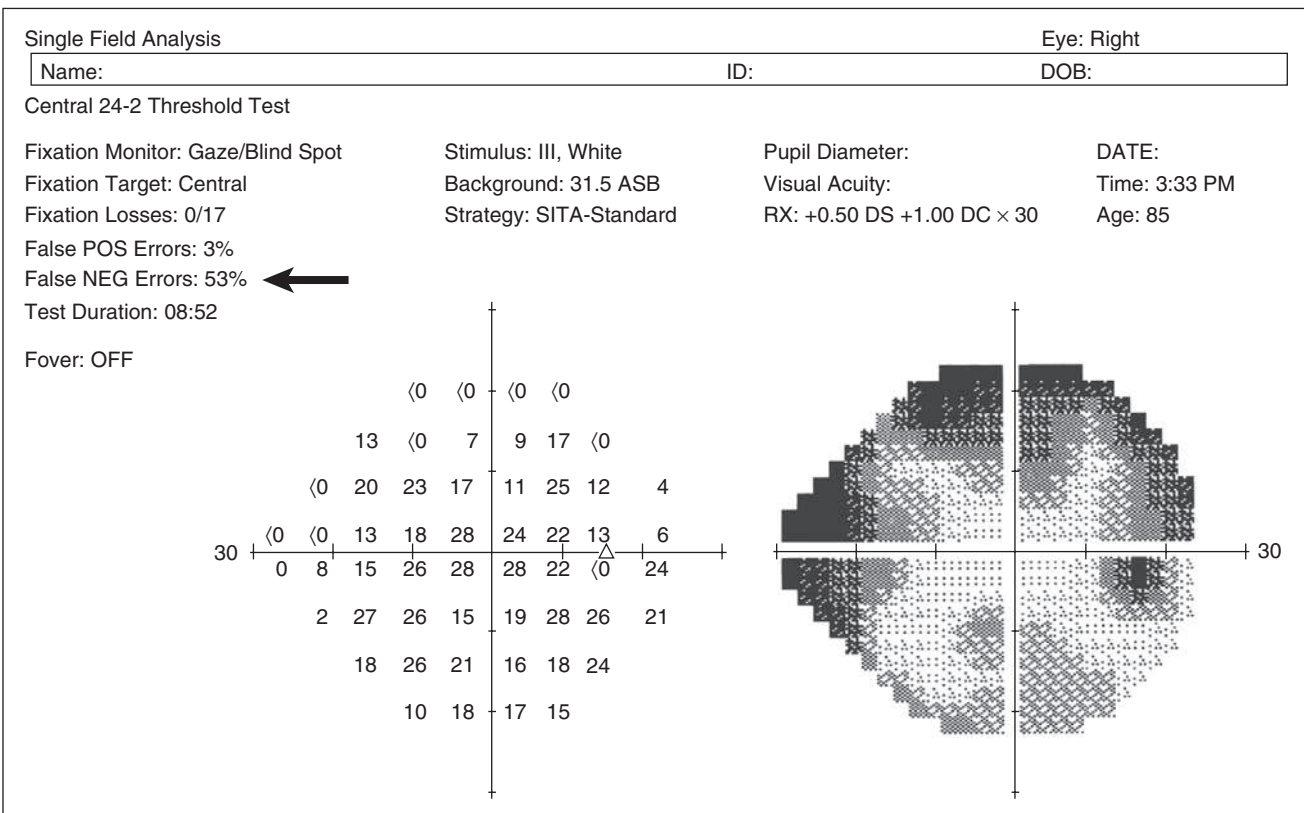 Single Field Analysis Eye: Right
Name: ID: DOB:
Central 24-2 Threshold Test
Fixation Monitor: Gaze/Blind Spot Stimulus: III, White Pupil Diameter: DATE:
Fixation Target: Central Background: 31.5 ASB Visual Acuity: Time: 3:33 PM
Fixation Losses: 0/17 Strategy: SITA-Standard RX: +0.50 DS +1.00 DC × 30 Age: 85
False POS Errors: 3%
False NEG Errors: 53%
Test Duration: 08:52
Fover: OFF
⟨0 ⟨0 ⟨0 ⟨0
13 ⟨0 7 9 17 ⟨0
⟨0 20 23 17 11 25 12 4
⟨0 ⟨0 13 18 28 24 22 13 6
30 30
0 8 15 26 28 28 22 ⟨0 24
2 27 26 15 19 28 26 21
18 26 21 16 18 24
10 18 17 15